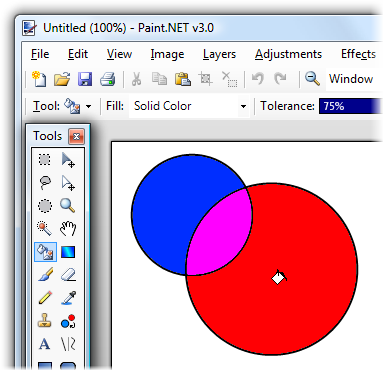 Untitled (100%) - Paint.NET v3.0
File Edit View Image Layers Adjustments Effects
Window
Tool: Fill: Solid Color Tolerance: 75%
Tools
A